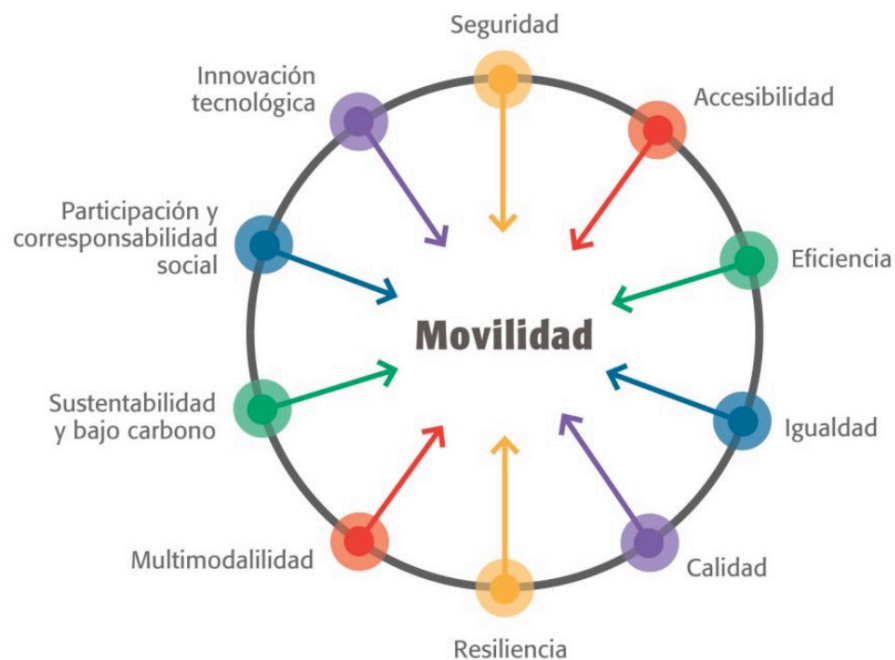 Seguridad
Accesibilidad
Eficiencia
Igualdad
Calidad
Resiliencia
Multimodalilidad
Sustentabilidad
y bajo carbono
Participación y
corresponsabilidad
social
Innovación
tecnológica
Movilidad